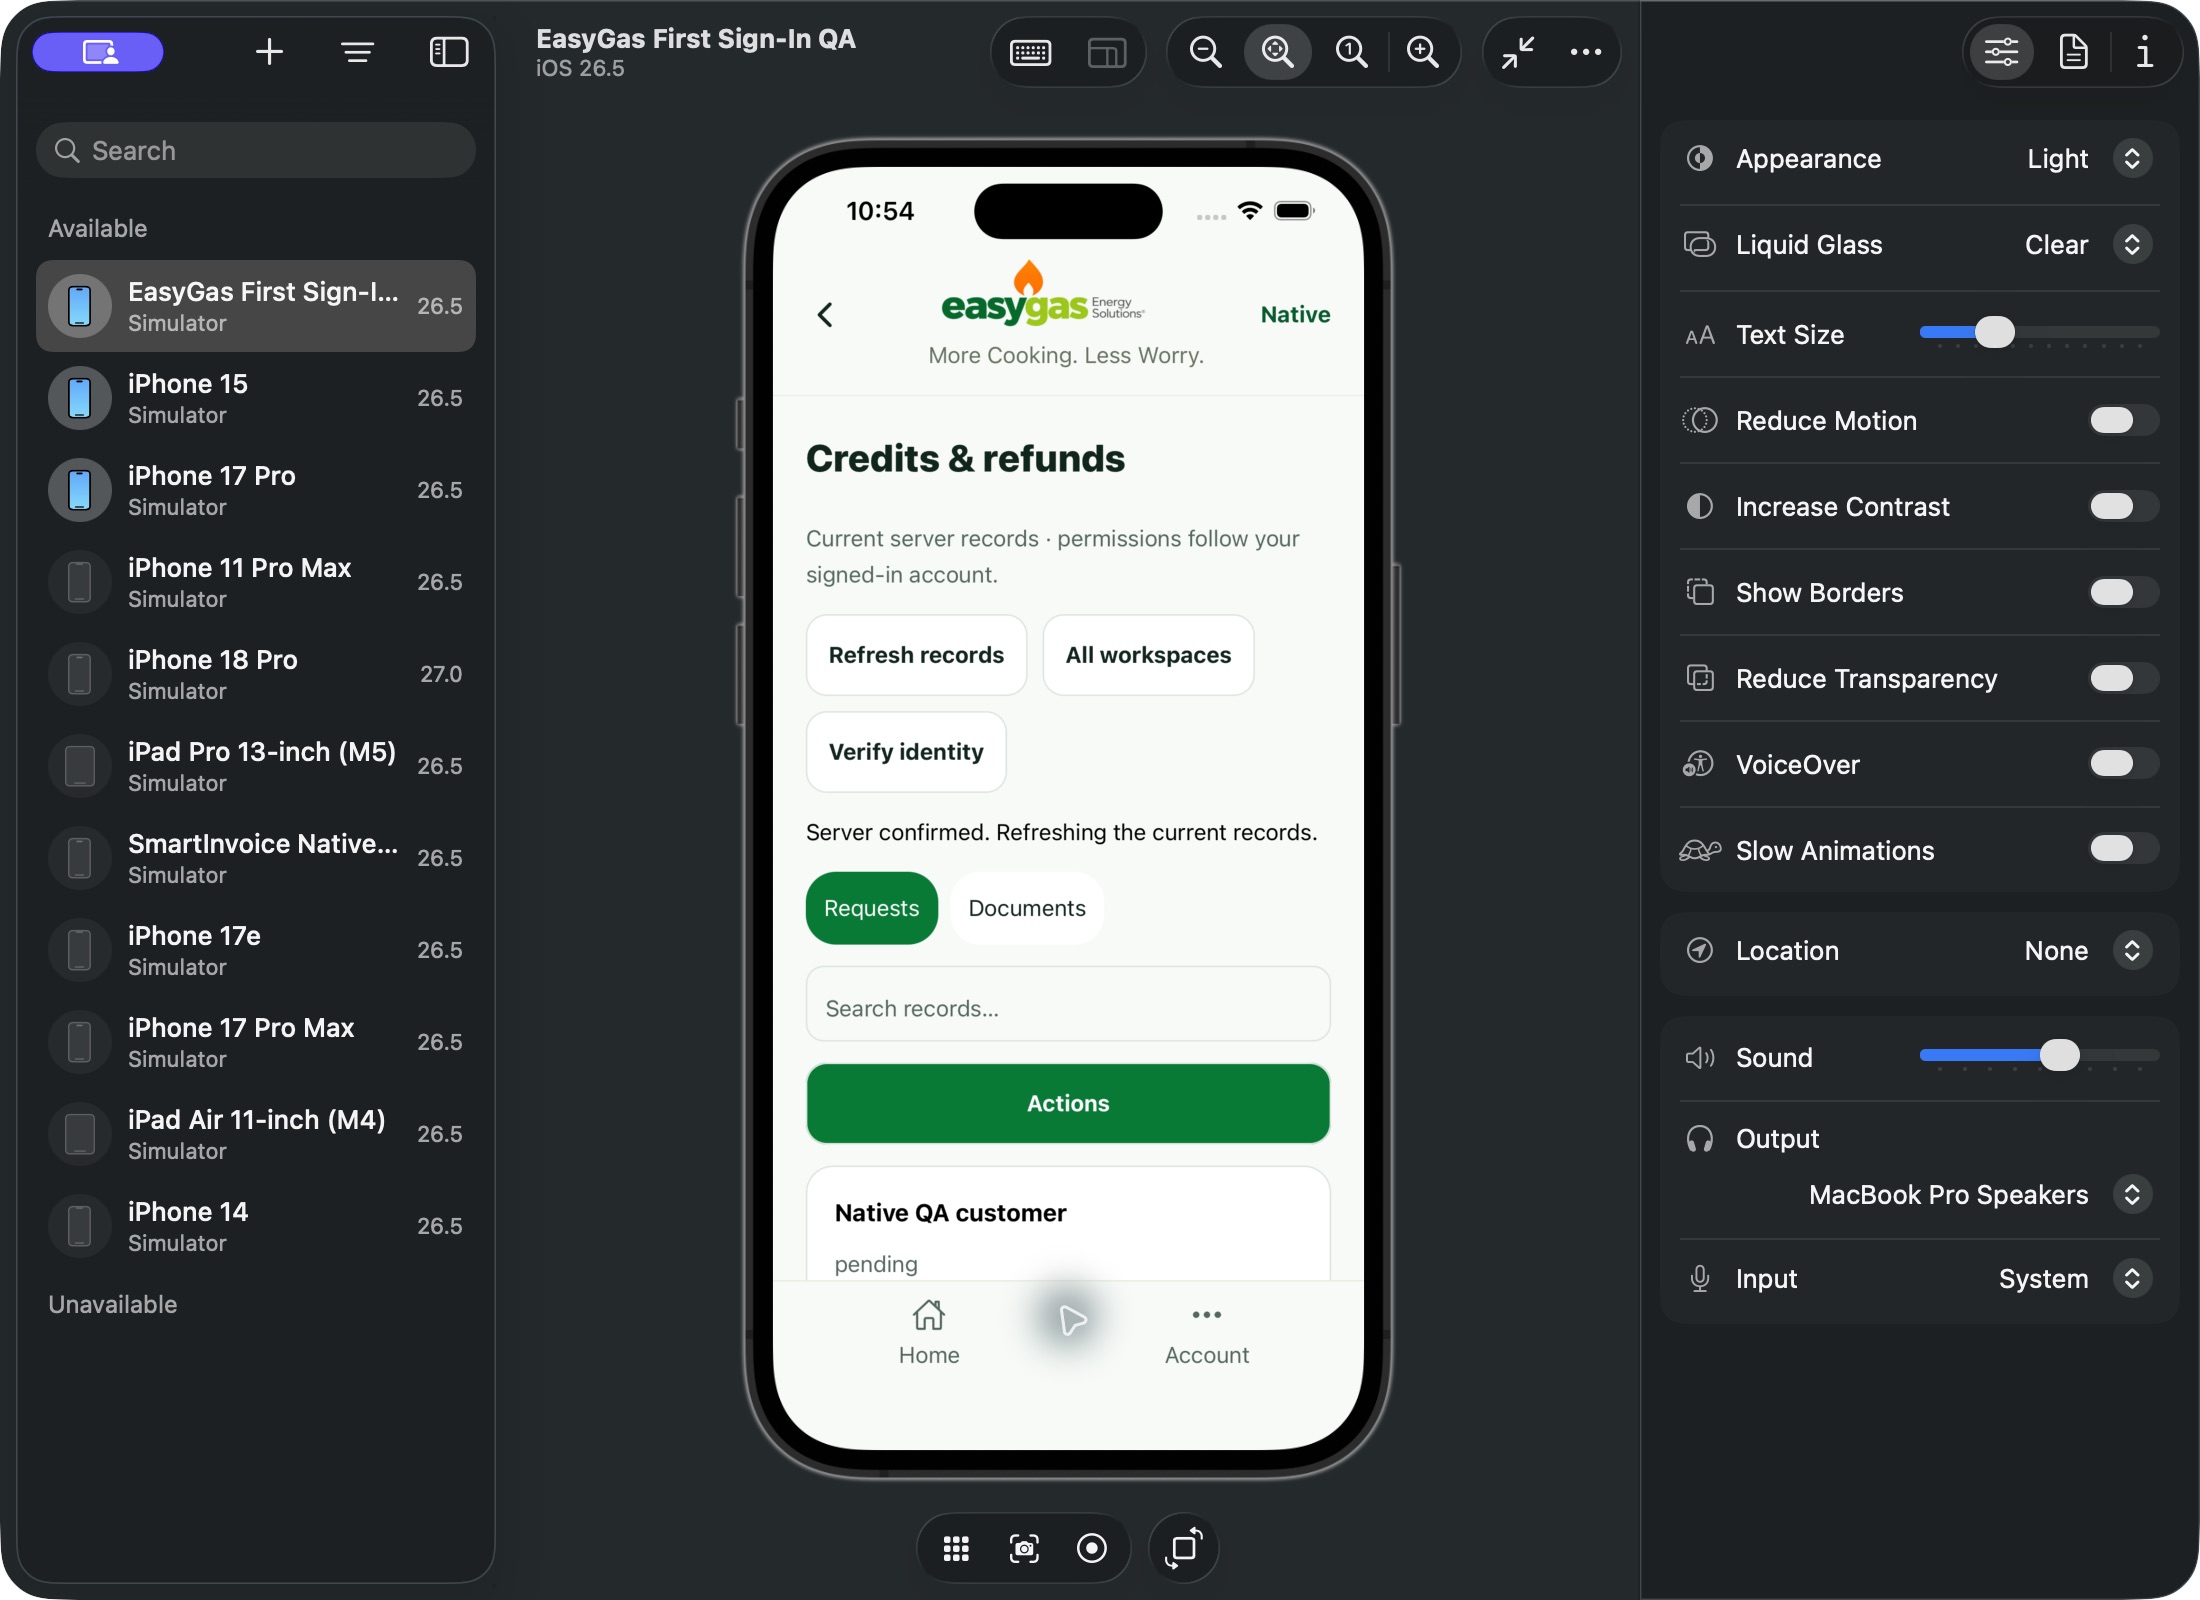 EasyGas First Sign-In QA
iOS 26.5
Search
Available
EasyGas First Sign-I...
Simulator
26.5
iPhone 15
Simulator
26.5
iPhone 17 Pro
Simulator
26.5
iPhone 11 Pro Max
Simulator
26.5
iPhone 18 Pro
Simulator
27.0
iPad Pro 13-inch (M5)
Simulator
26.5
SmartInvoice Native...
Simulator
26.5
iPhone 17e
Simulator
26.5
iPhone 17 Pro Max
Simulator
26.5
iPad Air 11-inch (M4)
Simulator
26.5
iPhone 14
Simulator
26.5
Unavailable
10:54
easygas Energy Solutions
Native
More Cooking. Less Worry.
Credits & refunds
Current server records · permissions follow your
signed-in account.
Refresh records
All workspaces
Verify identity
Server confirmed. Refreshing the current records.
Requests
Documents
Search records...
Actions
Native QA customer
pending
Home
Account
Appearance
Light
Liquid Glass
Clear
Text Size
Reduce Motion
Increase Contrast
Show Borders
Reduce Transparency
VoiceOver
Slow Animations
Location
None
Sound
Output
MacBook Pro Speakers
Input
System